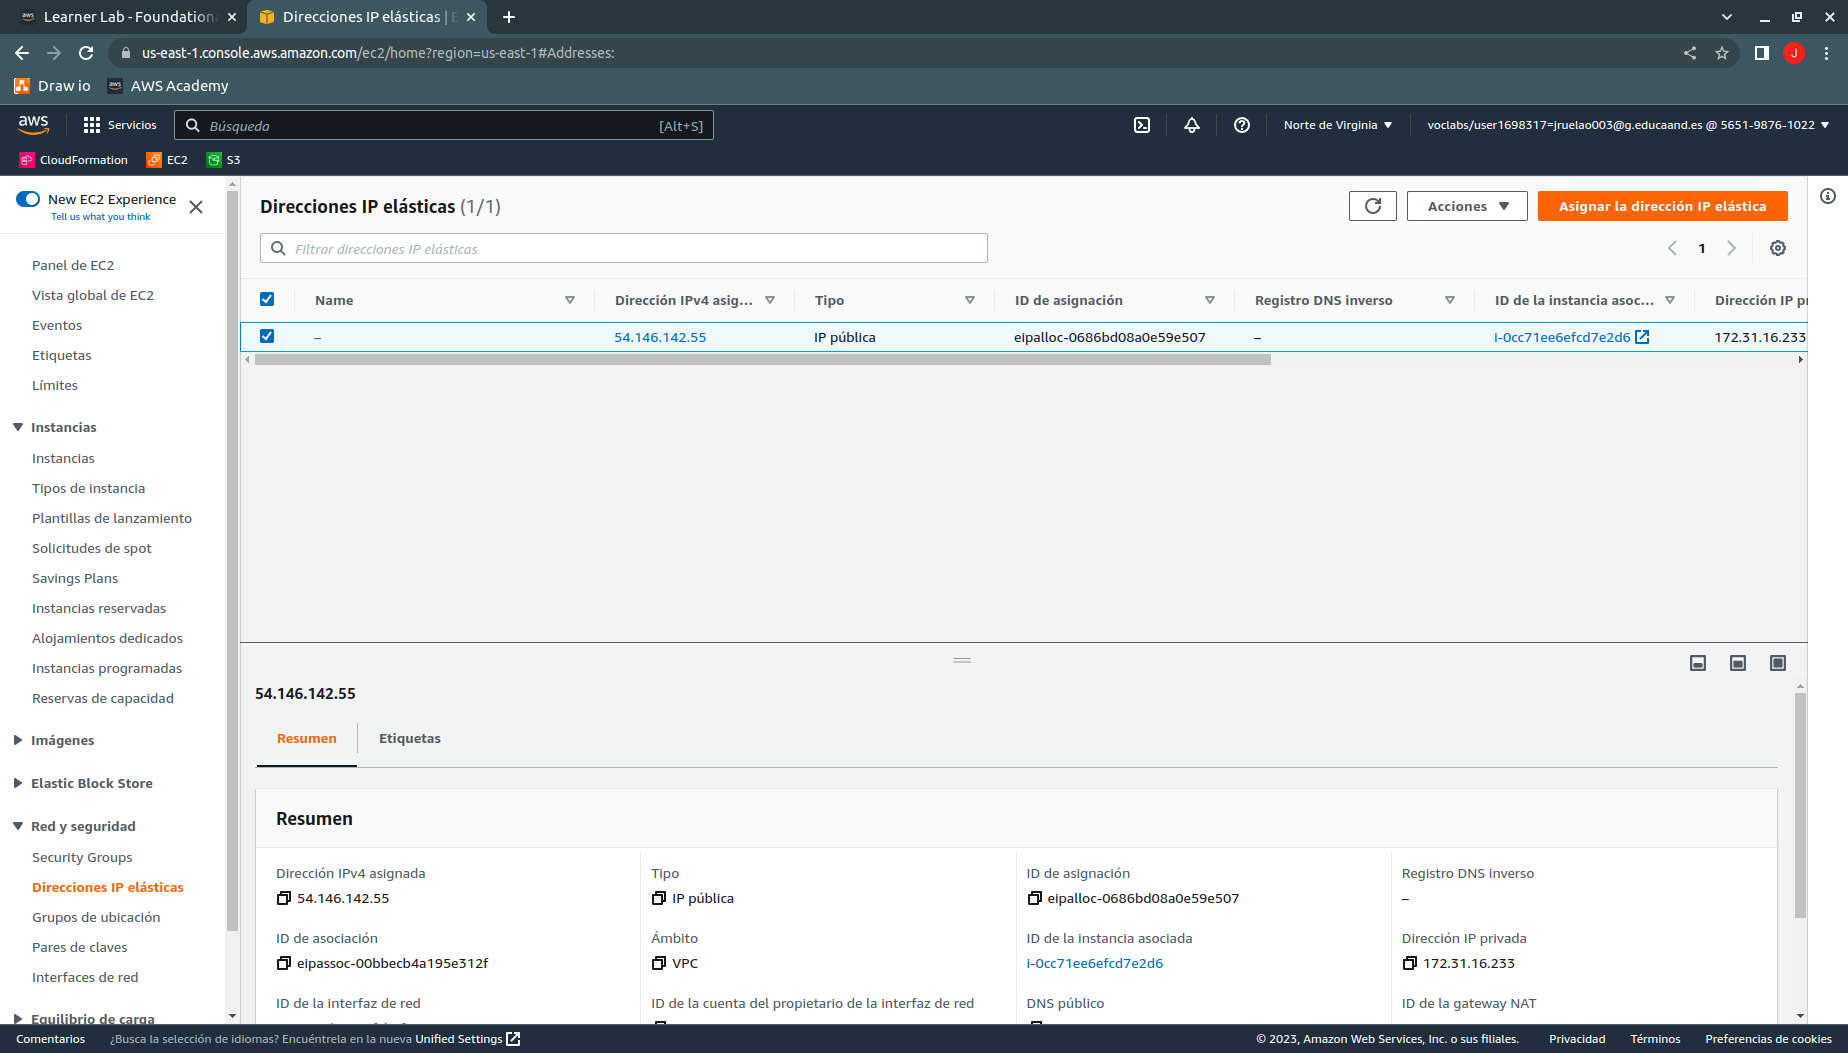 Learner Lab - Foundationa
Direcciones IP elásticas | E
us-east-1.console.aws.amazon.com/ec2/home?region=us-east-1#Addresses:
J
Draw io
aws
AWS Academy
aws
Servicios
Búsqueda
[Alt+S]
Norte de Virginia
voclabs/user1698317=jruelao003@g.educaand.es @ 5651-9876-1022
CloudFormation
EC2
S3
New EC2 Experience
Tell us what you think
Panel de EC2
Vista global de EC2
Eventos
Etiquetas
Límites
Instancias
Instancias
Tipos de instancia
Plantillas de lanzamiento
Solicitudes de spot
Savings Plans
Instancias reservadas
Alojamientos dedicados
Instancias programadas
Reservas de capacidad
Imágenes
Elastic Block Store
Red y seguridad
Security Groups
Direcciones IP elásticas
Grupos de ubicación
Pares de claves
Interfaces de red
Equilibrio de carga
Direcciones IP elásticas (1/1)
Acciones
Asignar la dirección IP elástica
Filtrar direcciones IP elásticas
1
Name
Dirección IPv4 asig...
Tipo
ID de asignación
Registro DNS inverso
ID de la instancia asoc...
Dirección IP pr
–
54.146.142.55
IP pública
eipalloc-0686bd08a0e59e507
–
i-0cc71ee6efcd7e2d6
172.31.16.233
54.146.142.55
Resumen
Etiquetas
Resumen
Dirección IPv4 asignada
54.146.142.55
Tipo
IP pública
ID de asignación
eipalloc-0686bd08a0e59e507
Registro DNS inverso
–
ID de asociación
eipassoc-00bbecb4a195e312f
Ámbito
VPC
ID de la instancia asociada
i-0cc71ee6efcd7e2d6
Dirección IP privada
172.31.16.233
ID de la interfaz de red
ID de la cuenta del propietario de la interfaz de red
DNS público
ID de la gateway NAT
Comentarios
¿Busca la selección de idiomas? Encuéntrela en la nueva Unified Settings
© 2023, Amazon Web Services, Inc. o sus filiales.
Privacidad
Términos
Preferencias de cookies